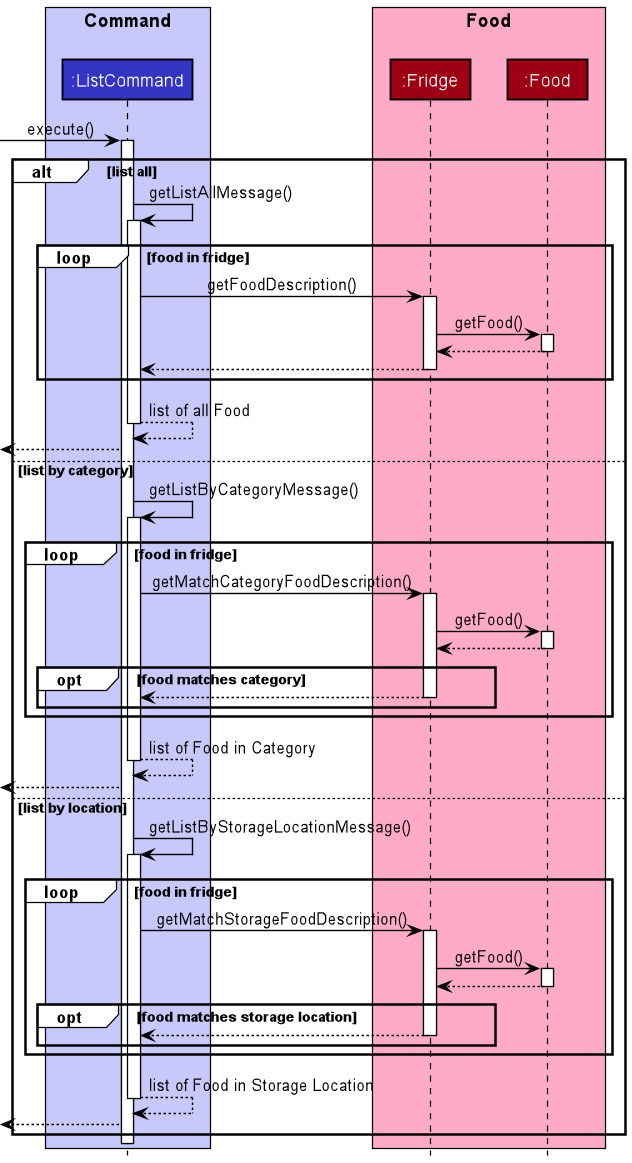 Command
Food
:ListCommand
:Fridge
:Food
execute()
alt
[list all]
getListAllMessage()
loop
[food in fridge]
getFoodDescription()
getFood()
list of all Food
[list by category]
getListByCategoryMessage()
loop
[food in fridge]
getMatchCategoryFoodDescription()
getFood()
opt
[food matches category]
list of Food in Category
[list by location]
getListByStorageLocationMessage()
loop
[food in fridge]
getMatchStorageFoodDescription()
getFood()
opt
[food matches storage location]
list of Food in Storage Location